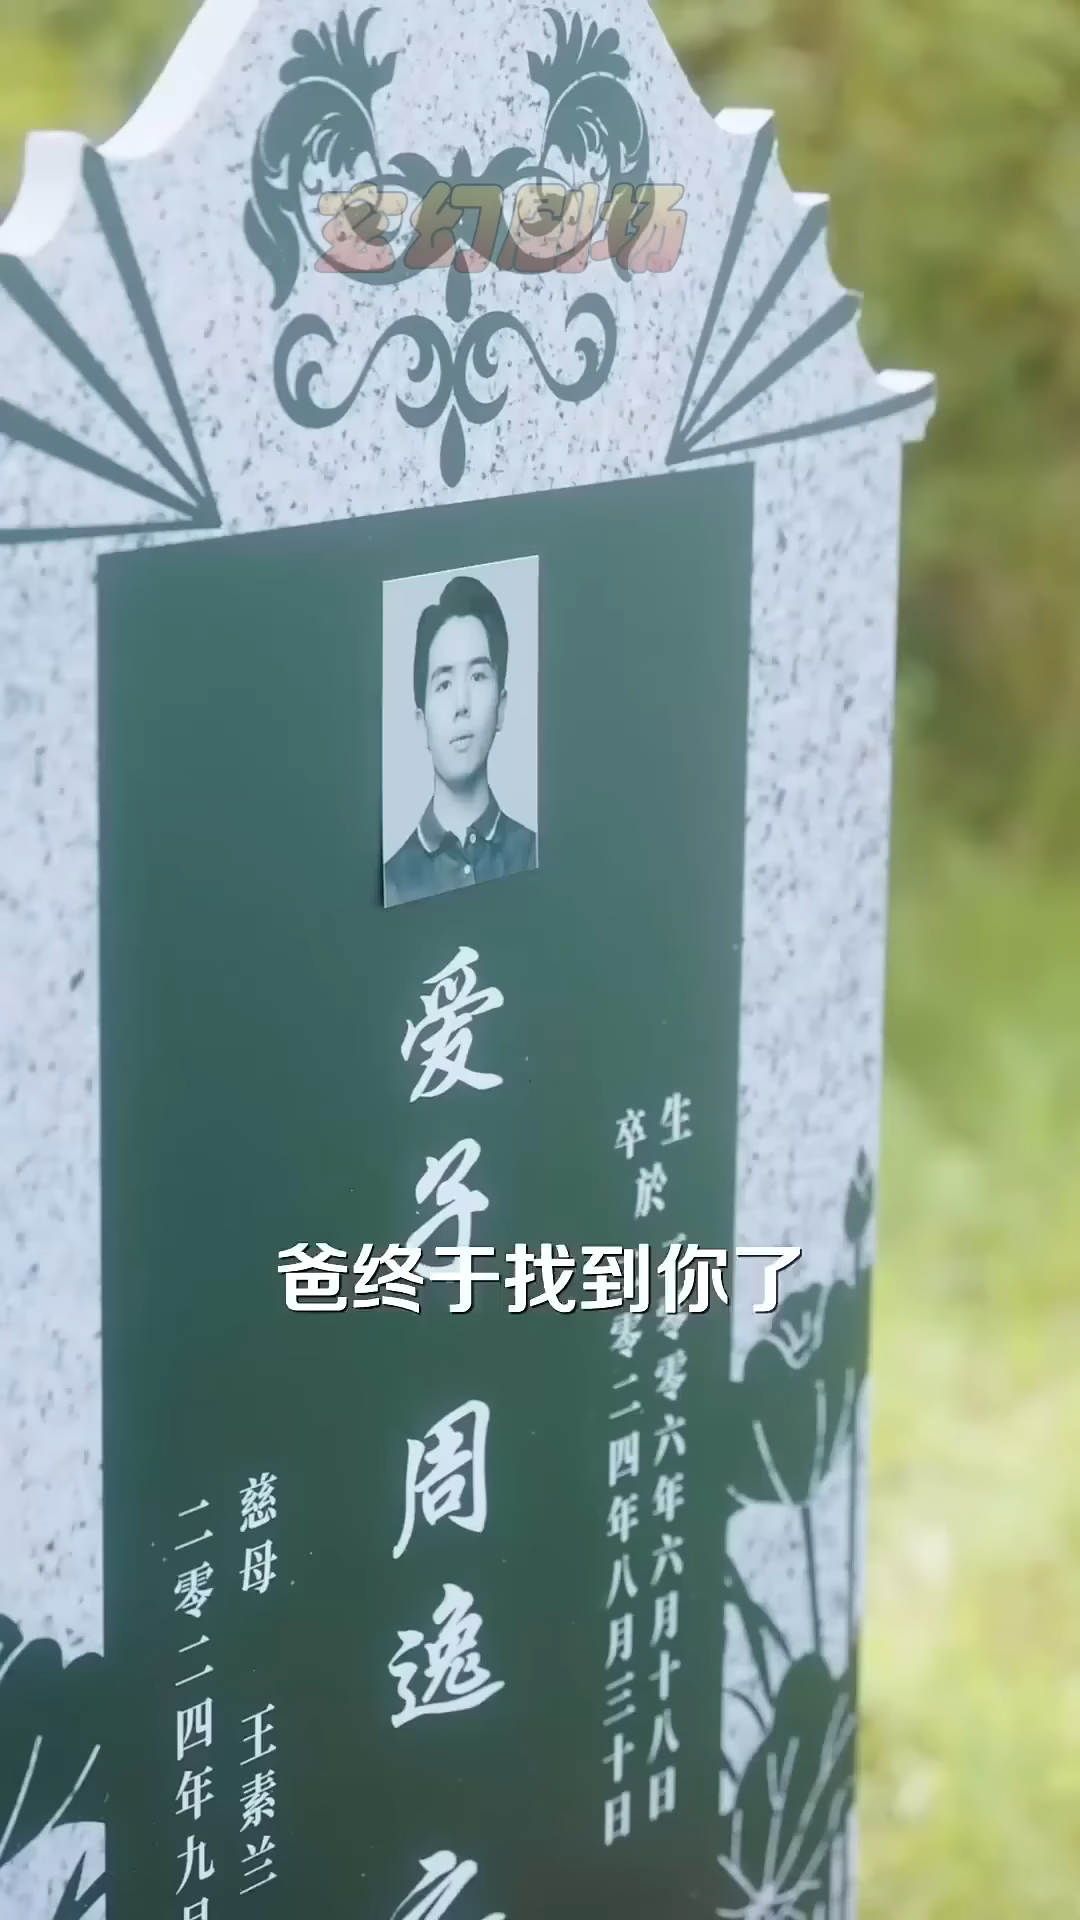 玄幻剧场
爱子 周逸
生
卒
於
二零零六年六月十八日
二零二四年八月三十日
爸终于找到你了
慈母 王素兰
二零二四年九月